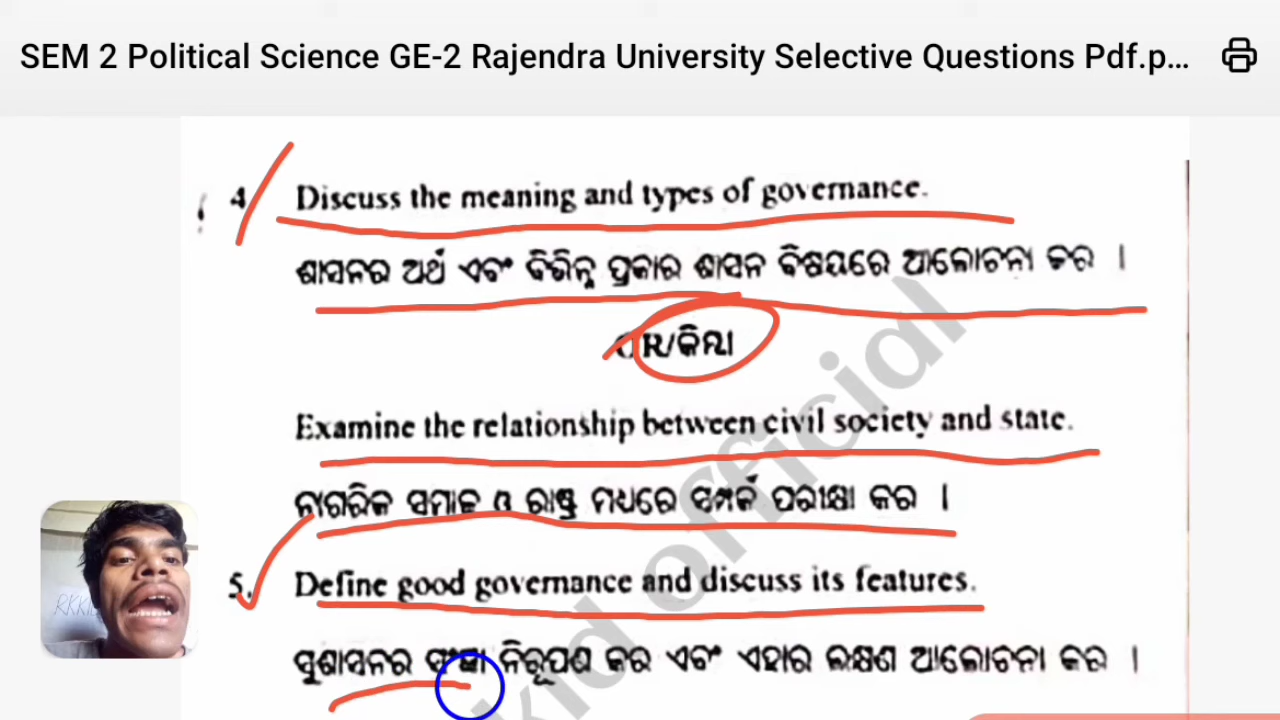 SEM 2 Political Science GE-2 Rajendra University Selective Questions Pdf.p...
4 Discuss the meaning and types of governance.
ଶାସନର ଅର୍ଥ ଏବଂ ବିଭିନ୍ନ ପ୍ରକାର ଶାସନ ବିଷୟରେ ଆଲୋଚନା କର ।
OR/କିମ୍ବା
Examine the relationship between civil society and state.
ନାଗରିକ ସମାଜ ଓ ରାଷ୍ଟ୍ର ମଧ୍ୟରେ ସମ୍ପର୍କ ପରୀକ୍ଷା କର ।
5. Define good governance and discuss its features.
ସୁଶାସନର ସଂଜ୍ଞା ନିରୂପଣ କର ଏବଂ ଏହାର ଲକ୍ଷଣ ଆଲୋଚନା କର ।
kid official